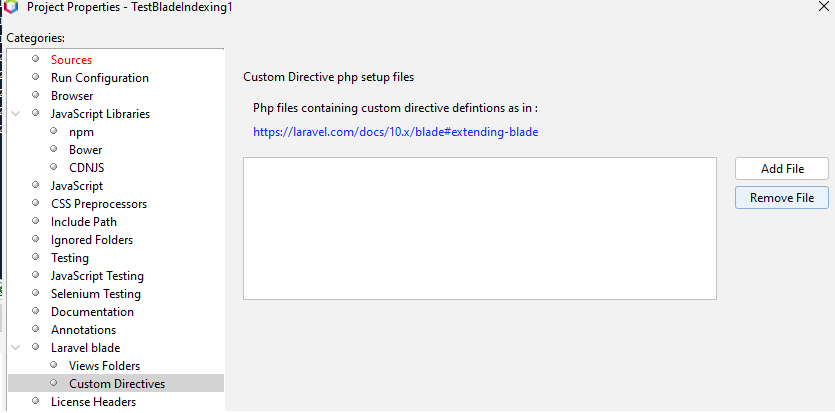 Project Properties - TestBladeIndexing1
Categories:
Sources
Run Configuration
Browser
JavaScript Libraries
npm
Bower
CDNJS
JavaScript
CSS Preprocessors
Include Path
Ignored Folders
Testing
JavaScript Testing
Selenium Testing
Documentation
Annotations
Laravel blade
Views Folders
Custom Directives
License Headers
Custom Directive php setup files
Php files containing custom directive defintions as in :
https://laravel.com/docs/10.x/blade#extending-blade
Add File
Remove File